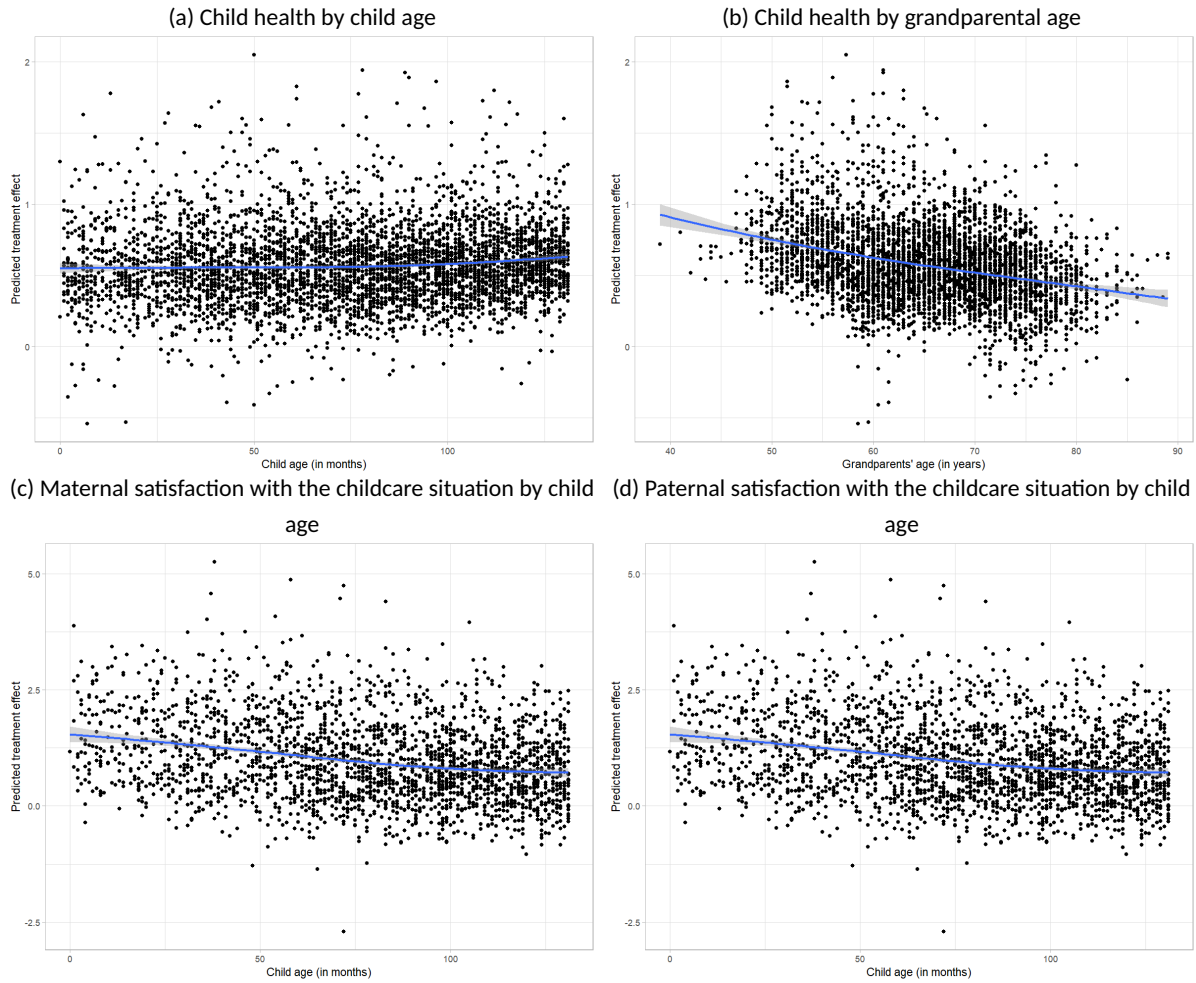 (a) Child health by child age
(b) Child health by grandparental age
Predicted treatment effect
2
1
0
0
50
100
Child age (in months)
Predicted treatment effect
2
1
0
40
50
60
70
80
90
Grandparents' age (in years)
(c) Maternal satisfaction with the childcare situation by child
age
(d) Paternal satisfaction with the childcare situation by child
age
Predicted treatment effect
5.0
2.5
0.0
-2.5
0
50
100
Child age (in months)
Predicted treatment effect
5.0
2.5
0.0
-2.5
0
50
100
Child age (in months)